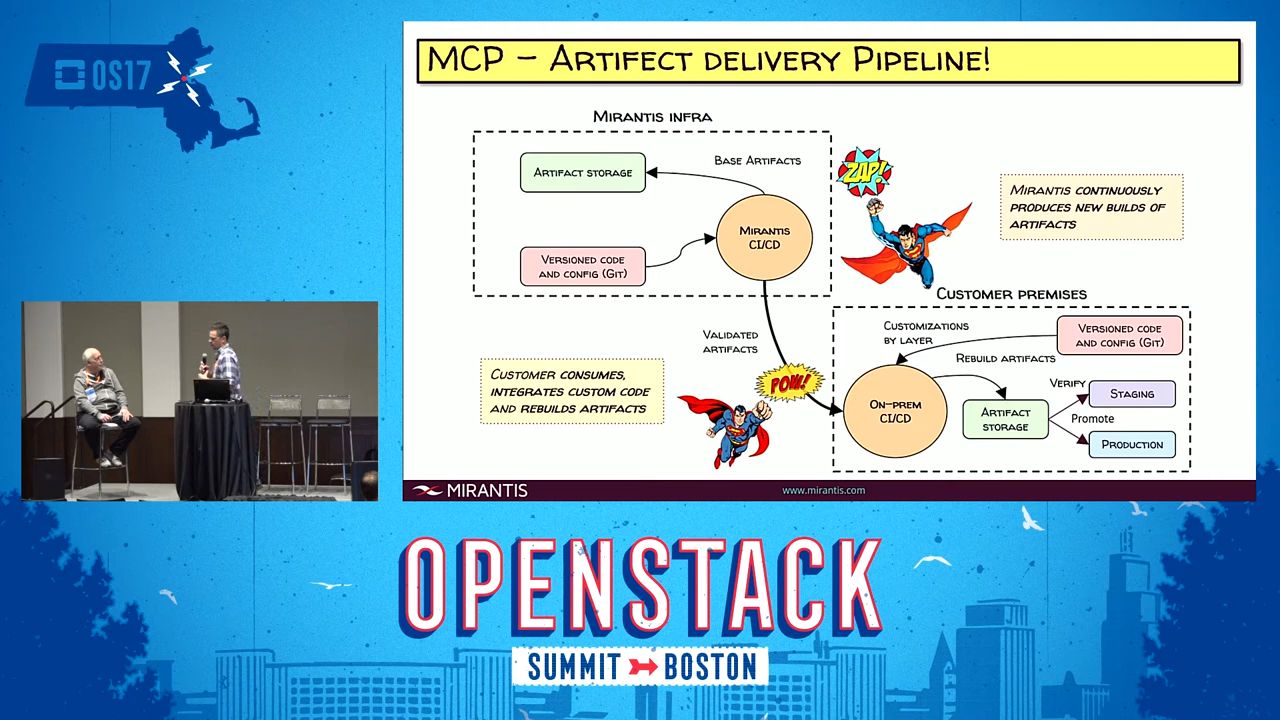 OS17
MCP – Artifect delivery Pipeline!
Mirantis infra
Artifact storage
Base Artifacts
Mirantis
CI/CD
Versioned code
and config (Git)
ZAP!
Mirantis continuously
produces new builds of
artifacts
Validated
artifacts
Customer consumes,
integrates custom code
and rebuilds artifacts
POW!
Customer premises
Customizations
by layer
Versioned code
and config (Git)
Rebuild artifacts
On-prem
CI/CD
Artifact
storage
Verify
Staging
Promote
Production
MIRANTIS
www.mirantis.com
OPENSTACK
SUMMIT BOSTON